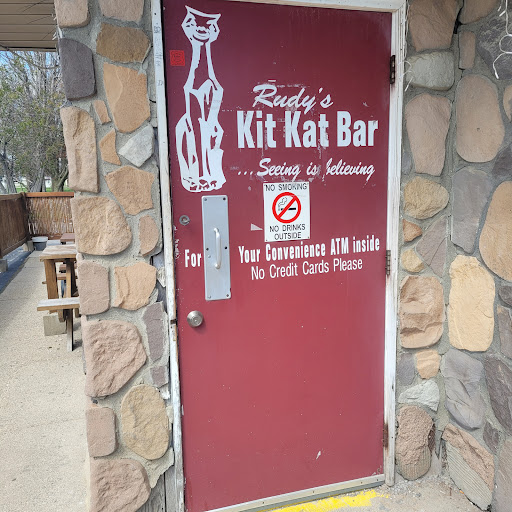 Rudy's
Kit Kat Bar
...Seeing is believing
NO SMOKING
NO DRINKS
OUTSIDE
For Your Convenience ATM inside
No Credit Cards Please